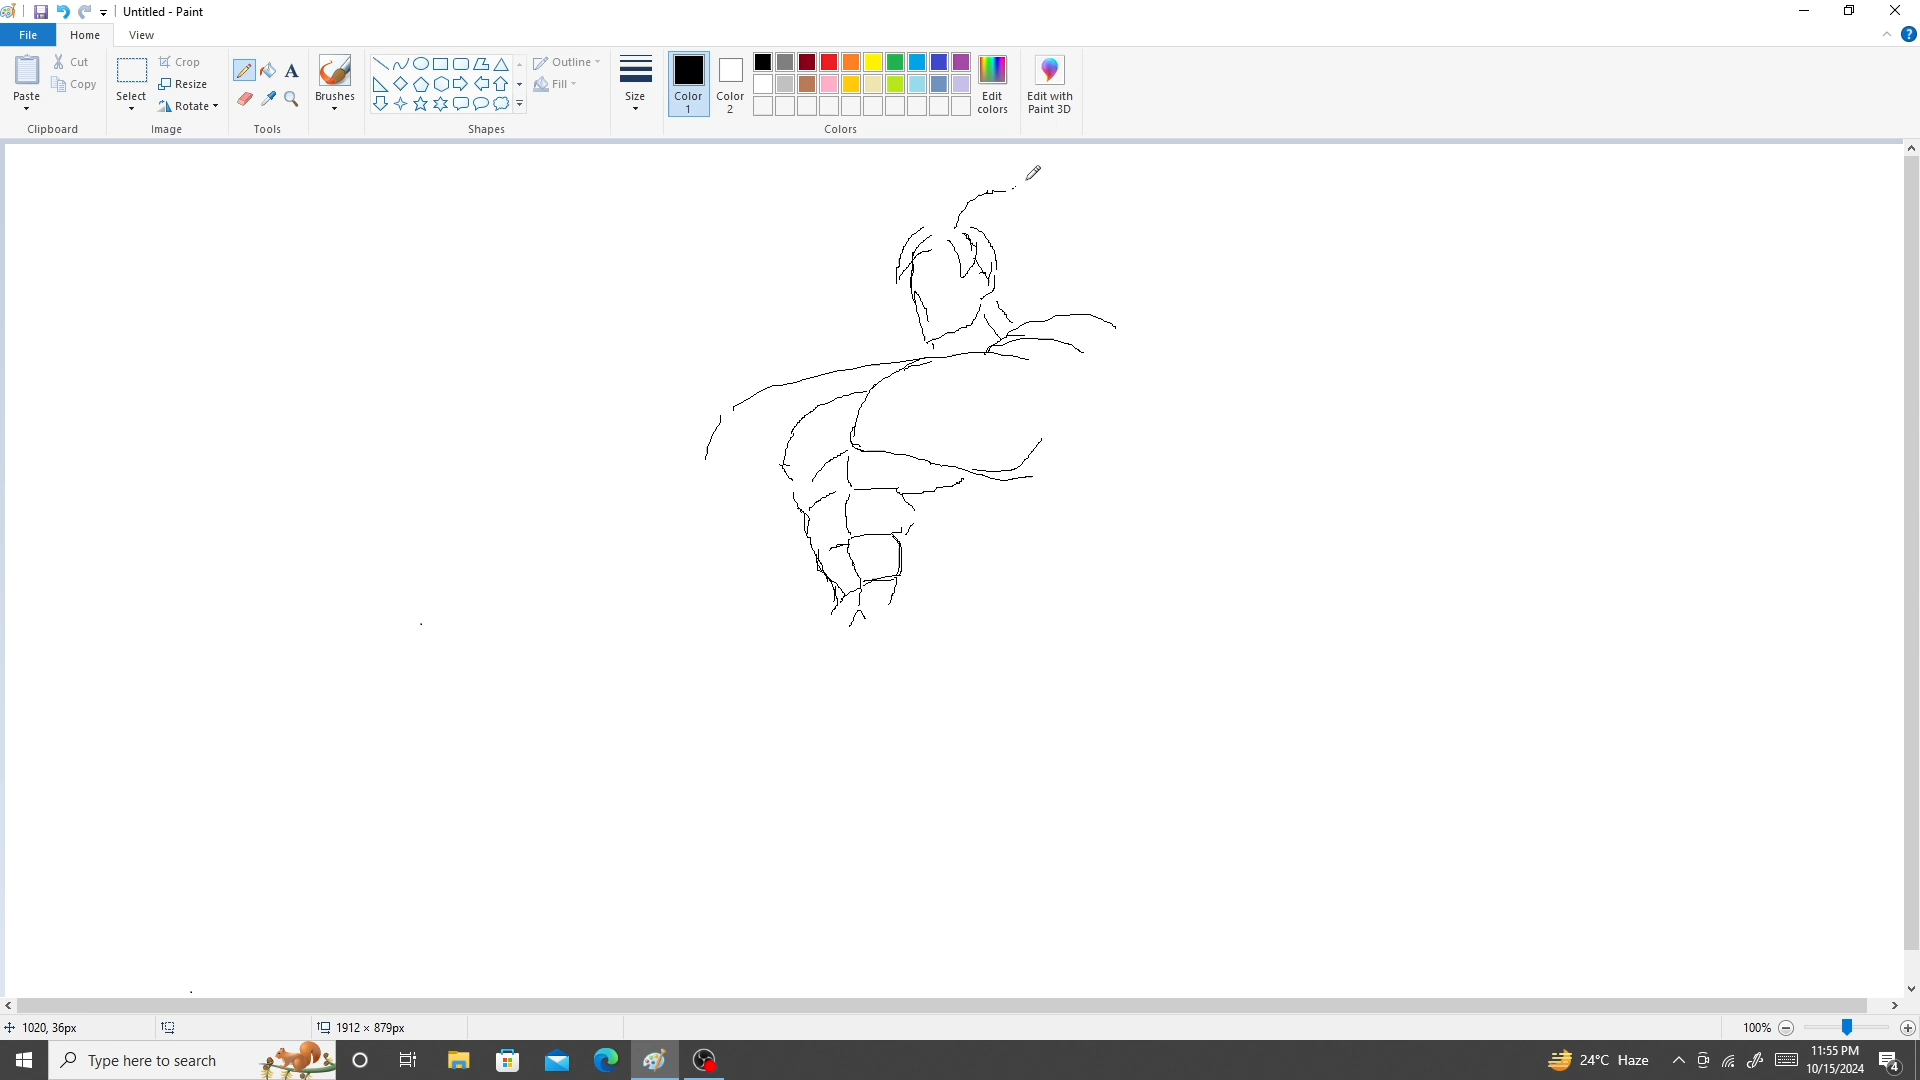 Untitled - Paint
File Home View
Paste Cut Copy Clipboard
Select Crop Resize Rotate Image
A Tools
Brushes
Outline Fill Shapes
Size
Color 1 Color 2 Edit colors Colors
Edit with Paint 3D
1020, 36px 1912 × 879px 100%
Type here to search 24°C Haze 11:55 PM
10/15/2024 4